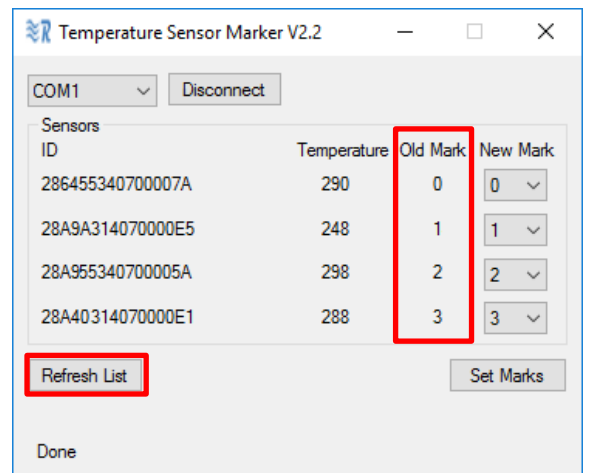 Temperature Sensor Marker V2.2
COM1 Disconnect
Sensors
ID Temperature Old Mark New Mark
286455340700007A 290 0 0
28A9A314070000E5 248 1 1
28A955340700005A 298 2 2
28A40314070000E1 288 3 3
Refresh List Set Marks
Done